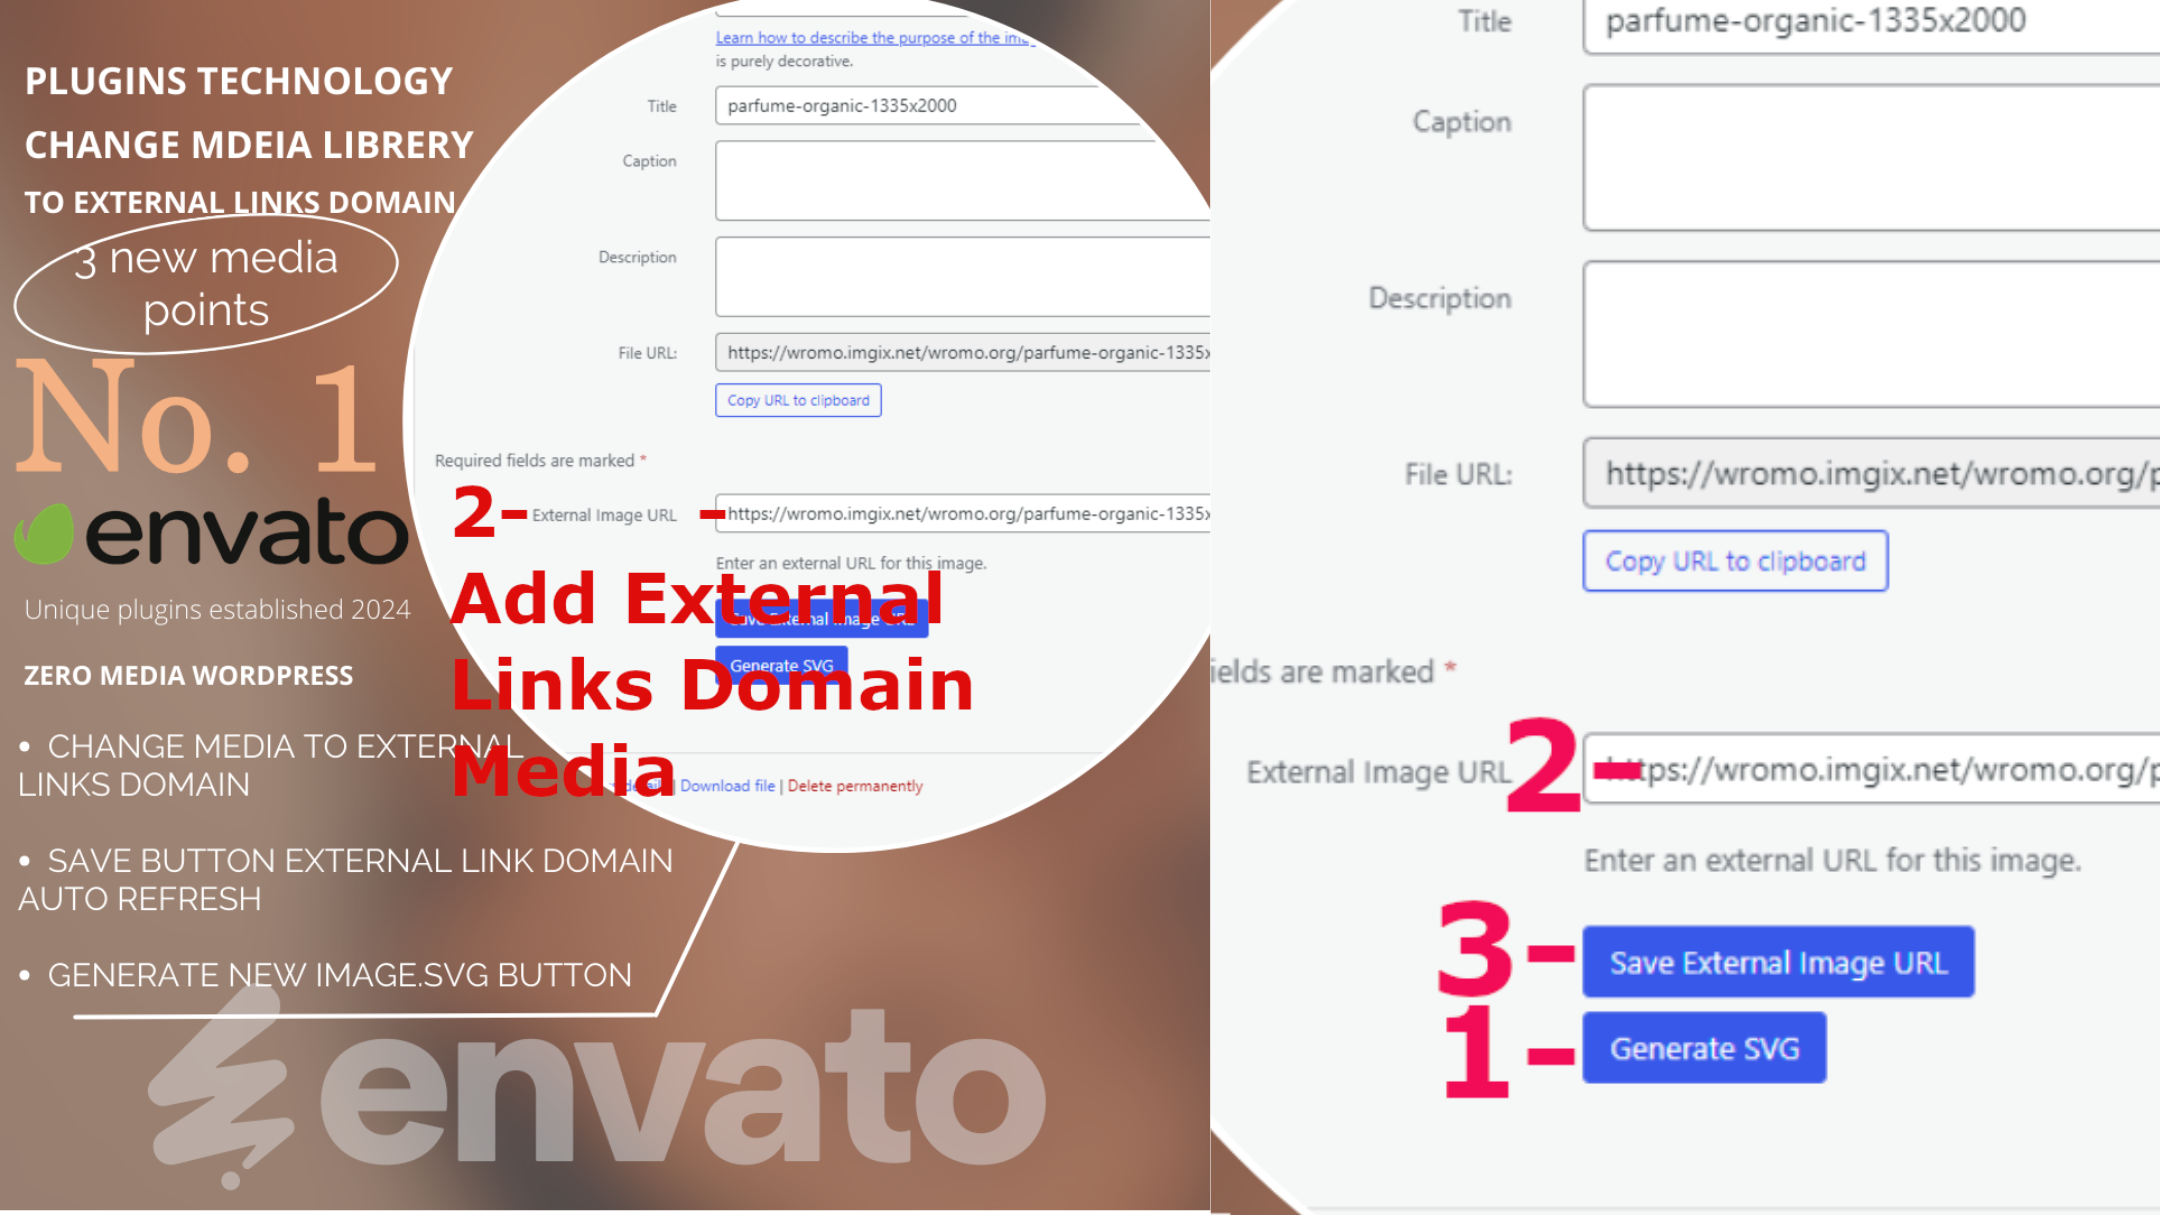 PLUGINS TECHNOLOGY
CHANGE MDEIA LIBRERY
TO EXTERNAL LINKS DOMAIN
3 new media
points
No. 1
envato
Unique plugins established 2024
ZERO MEDIA WORDPRESS
• CHANGE MEDIA TO EXTERNAL
LINKS DOMAIN
• SAVE BUTTON EXTERNAL LINK DOMAIN
AUTO REFRESH
• GENERATE NEW IMAGE.SVG BUTTON
envato
Learn how to describe the purpose of the
is purely decorative.
Title parfume-organic-1335x2000
Caption
Description
File URL: https://wromo.imgix.net/wromo.org/parfume-organic-1335x
Copy URL to clipboard
Required fields are marked *
2- External Image URL -https://wromo.imgix.net/wromo.org/parfume-organic-1335x
Enter an external URL for this image.
Add External
Save External Image URL
Generate SVG
Links Domain
Media
| Download file | Delete permanently
Title parfume-organic-1335x2000
Caption
Description
File URL: https://wromo.imgix.net/wromo.org/p
Copy URL to clipboard
ields are marked *
External Image URL 2- https://wromo.imgix.net/wromo.org/p
Enter an external URL for this image.
3- Save External Image URL
1- Generate SVG